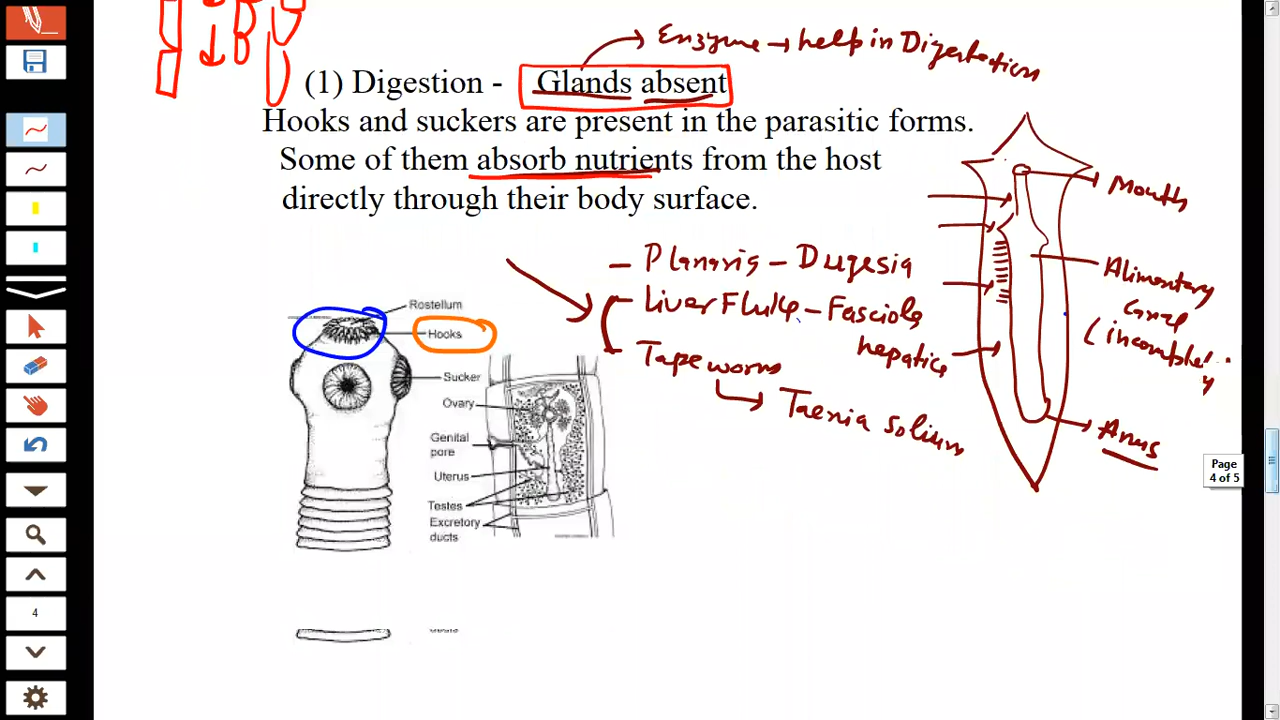 Enzyme → help in Digestation
(1) Digestion - Glands absent
Hooks and suckers are present in the parasitic forms.
Some of them absorb nutrients from the host
directly through their body surface.
Mouth
– Planaris – Dugesia
– Liver Fluke – Fasciola
hepatica
– Tapeworm
Taenia solium
Alimentary
canal
(incomplete
Anus
Rostellum
Hooks
Sucker
Ovary
Genital
pore
Uterus
Testes
Excretory
ducts
Page
4 of 5
4